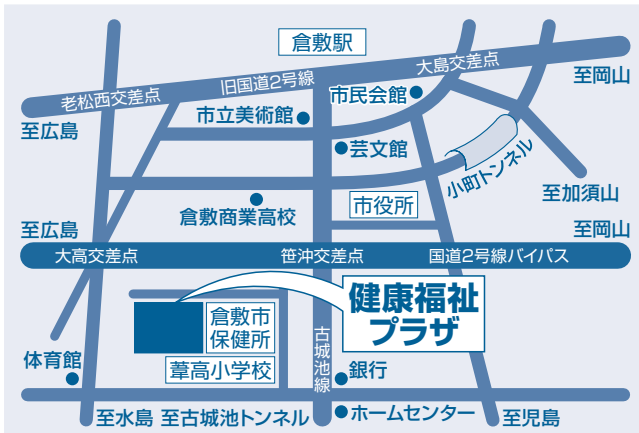 倉敷駅
大島交差点
旧国道2号線
至岡山
老松西交差点
市民会館
市立美術館
至広島
芸文館
小町トンネル
至加須山
倉敷商業高校
市役所
至広島
至岡山
大高交差点
笹沖交差点
国道2号線バイパス
健康福祉
プラザ
倉敷市
保健所
古城池線
体育館
葦高小学校
銀行
至水島
至古城池トンネル
ホームセンター
至児島